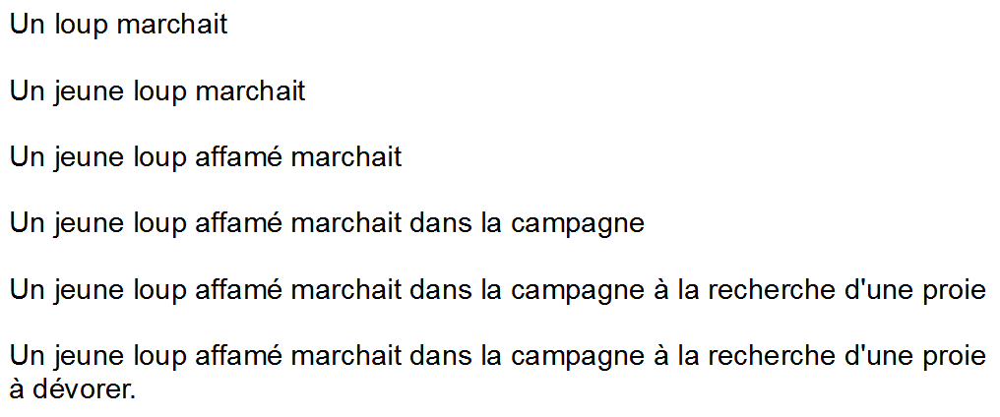 Un loup marchait
Un jeune loup marchait
Un jeune loup affamé marchait
Un jeune loup affamé marchait dans la campagne
Un jeune loup affamé marchait dans la campagne à la recherche d'une proie
Un jeune loup affamé marchait dans la campagne à la recherche d'une proie
à dévorer.